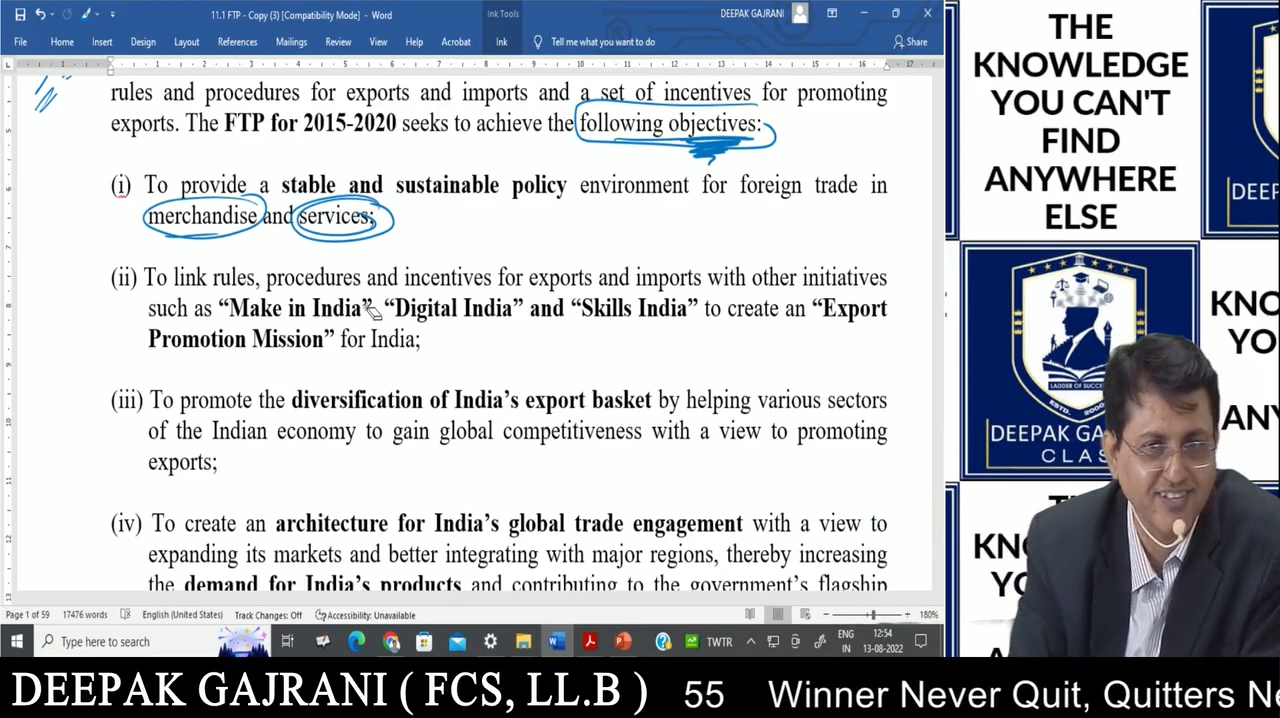 11.1 FTP - Copy (3) [Compatibility Mode] - Word
Ink Tools
DEEPAK GAJRANI
File Home Insert Design Layout References Mailings Review View Help Acrobat Ink Tell me what you want to do Share
rules and procedures for exports and imports and a set of incentives for promoting
exports. The FTP for 2015-2020 seeks to achieve the following objectives:
(i) To provide a stable and sustainable policy environment for foreign trade in
merchandise and services;
(ii) To link rules, procedures and incentives for exports and imports with other initiatives
such as “Make in India” “Digital India” and “Skills India” to create an “Export
Promotion Mission” for India;
(iii) To promote the diversification of India’s export basket by helping various sectors
of the Indian economy to gain global competitiveness with a view to promoting
exports;
(iv) To create an architecture for India’s global trade engagement with a view to
expanding its markets and better integrating with major regions, thereby increasing
the demand for India’s products and contributing to the government’s flagship
Page 1 of 59 17476 words English (United States) Track Changes: Off Accessibility: Unavailable 180%
Type here to search
TWTR
ENG
IN
12:54
13-08-2022
THE
KNOWLEDGE
YOU CAN'T
FIND
ANYWHERE
ELSE
DEEP
LADER OF SUCCES
ESTD. 2000
DEEPAK GA
CLAS
KNO
YO
ANY
DEEPAK GAJRANI ( FCS, LL.B ) 55 Winner Never Quit, Quitters Ne